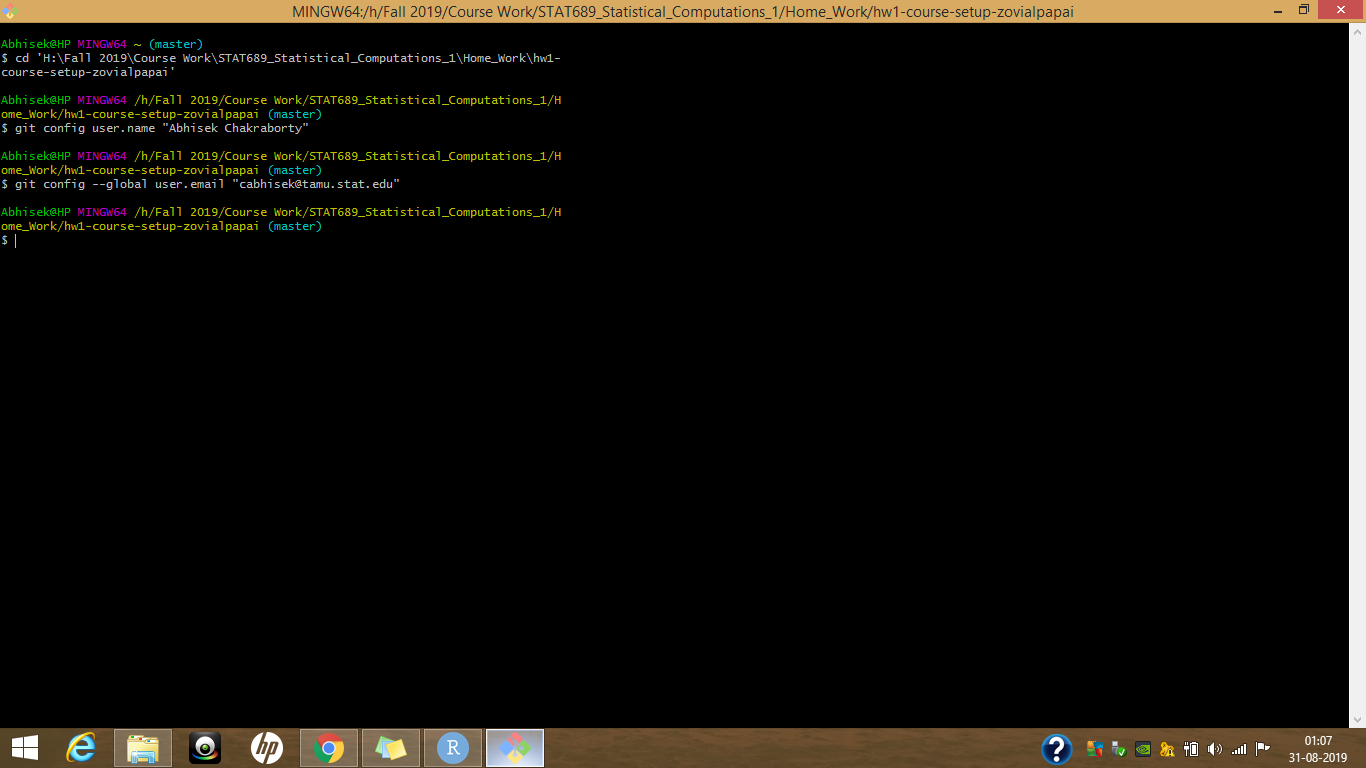 MINGW64:/h/Fall 2019/Course Work/STAT689_Statistical_Computations_1/Home_Work/hw1-course-setup-zovialpapai
Abhisek@HP MINGW64 ~ (master)
$ cd 'H:\Fall 2019\Course Work\STAT689_Statistical_Computations_1\Home_Work\hw1-
course-setup-zovialpapai'
Abhisek@HP MINGW64 /h/Fall 2019/Course Work/STAT689_Statistical_Computations_1/H
ome_Work/hw1-course-setup-zovialpapai (master)
$ git config user.name "Abhisek Chakraborty"
Abhisek@HP MINGW64 /h/Fall 2019/Course Work/STAT689_Statistical_Computations_1/H
ome_Work/hw1-course-setup-zovialpapai (master)
$ git config --global user.email "cabhisek@tamu.stat.edu"
Abhisek@HP MINGW64 /h/Fall 2019/Course Work/STAT689_Statistical_Computations_1/H
ome_Work/hw1-course-setup-zovialpapai (master)
$
hp
R
?
01:07
31-08-2019